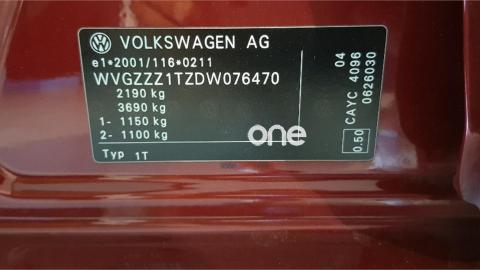 VOLKSWAGEN AG
e1*2001/116*0211
WVGZZZ1TZDW076470
2190 kg
3690 kg
1- 1150 kg
2- 1100 kg
Typ 1T
one
04
CAYC 4096
0626030
0.50